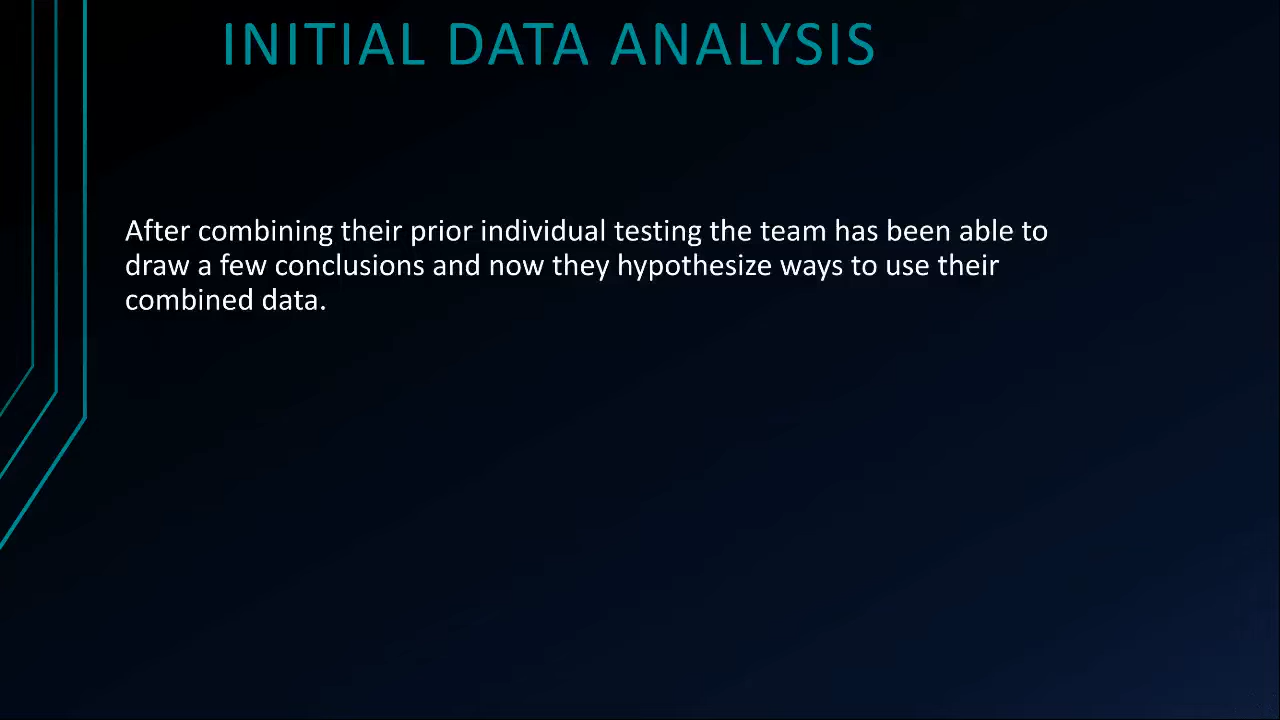 INITIAL DATA ANALYSIS
After combining their prior individual testing the team has been able to
draw a few conclusions and now they hypothesize ways to use their
combined data.